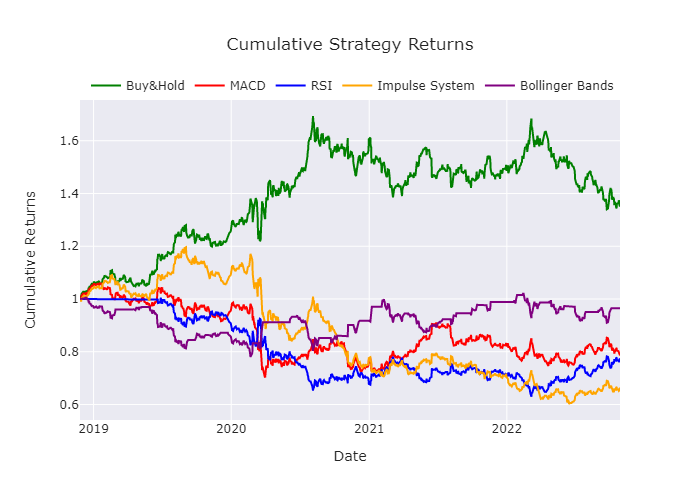 Cumulative Strategy Returns
Buy&Hold MACD RSI Impulse System Bollinger Bands
1.6
1.4
1.2
1
0.8
0.6
Cumulative Returns
2019 2020 2021 2022
Date